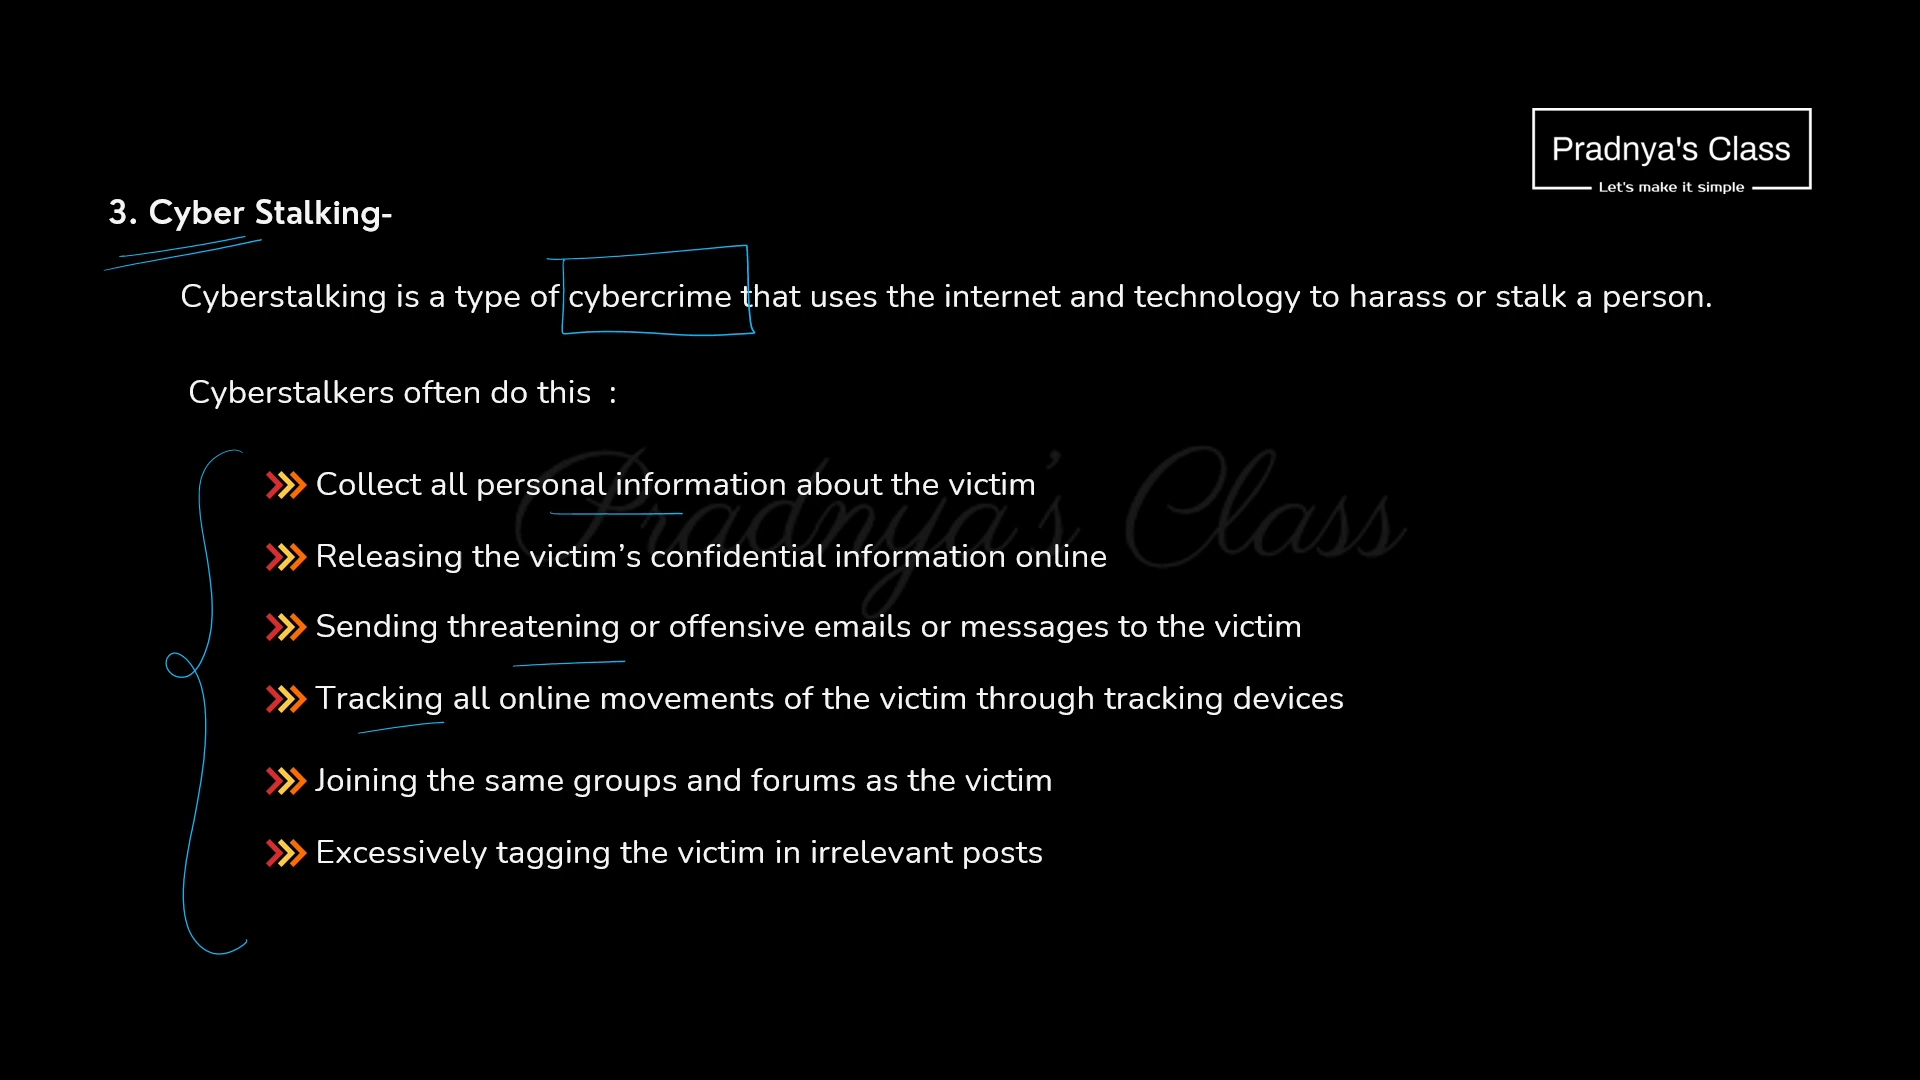 Pradnya's Class
Let's make it simple
3. Cyber Stalking-
Cyberstalking is a type of cybercrime that uses the internet and technology to harass or stalk a person.
Cyberstalkers often do this :
Collect all personal information about the victim
Releasing the victim’s confidential information online
Sending threatening or offensive emails or messages to the victim
Tracking all online movements of the victim through tracking devices
Joining the same groups and forums as the victim
Excessively tagging the victim in irrelevant posts
Pradnya's Class